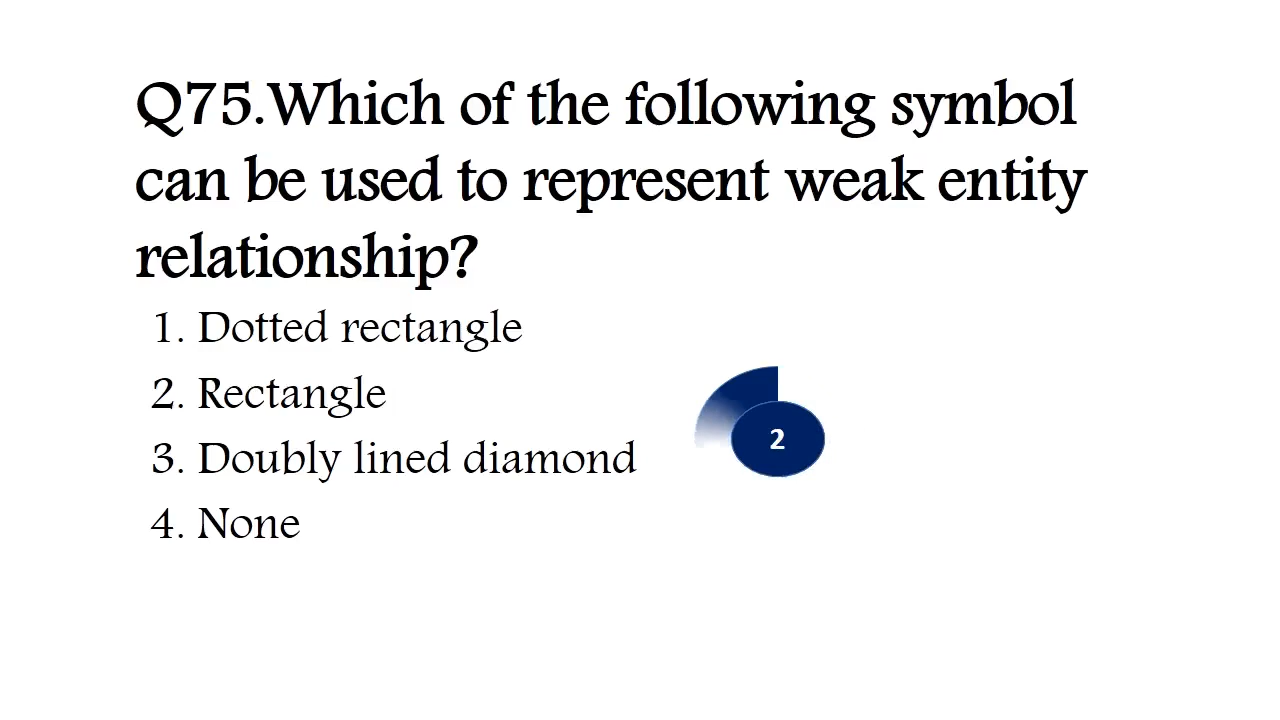 Q75.Which of the following symbol
can be used to represent weak entity
relationship?
1. Dotted rectangle
2. Rectangle
2
3. Doubly lined diamond
4. None